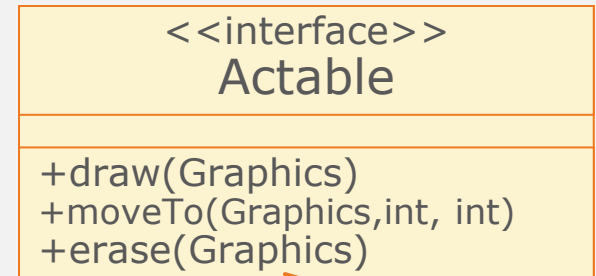 <<interface>>
Actable
+draw(Graphics)
+moveTo(Graphics,int, int)
+erase(Graphics)